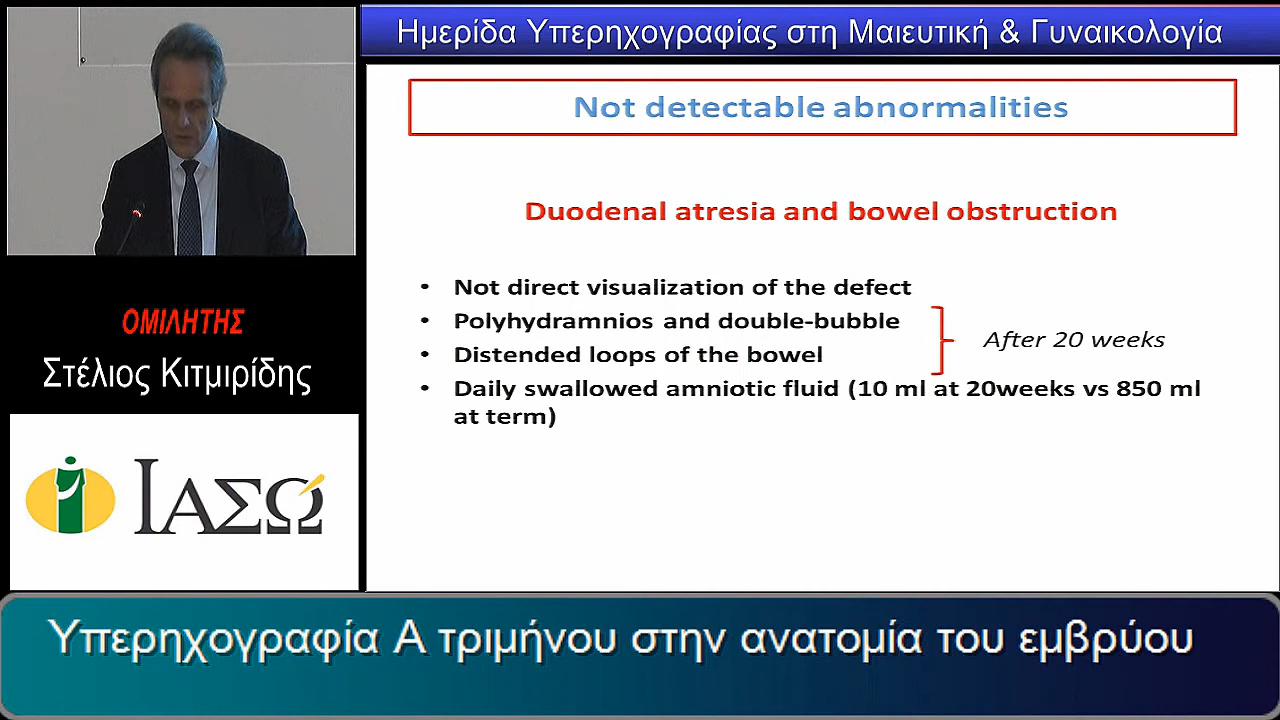 Ημερίδα Υπερηχογραφίας στη Μαιευτική & Γυναικολογία
Not detectable abnormalities
Duodenal atresia and bowel obstruction
• Not direct visualization of the defect
• Polyhydramnios and double-bubble
• Distended loops of the bowel
After 20 weeks
• Daily swallowed amniotic fluid (10 ml at 20weeks vs 850 ml
at term)
ΟΜΙΛΗΤΗΣ
Στέλιος Κιτμιρίδης
ΙΑΣΩ
Υπερηχογραφία Α τριμήνου στην ανατομία του εμβρύου